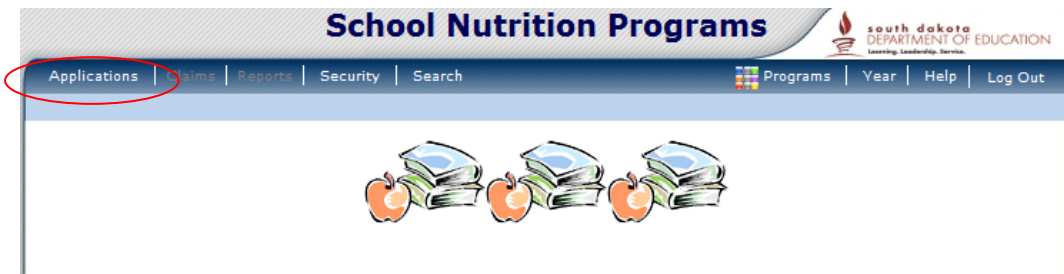 School Nutrition Programs
south dakota
DEPARTMENT OF EDUCATION
Learning. Leadership. Service.
Applications Claims Reports Security Search Programs Year Help Log Out